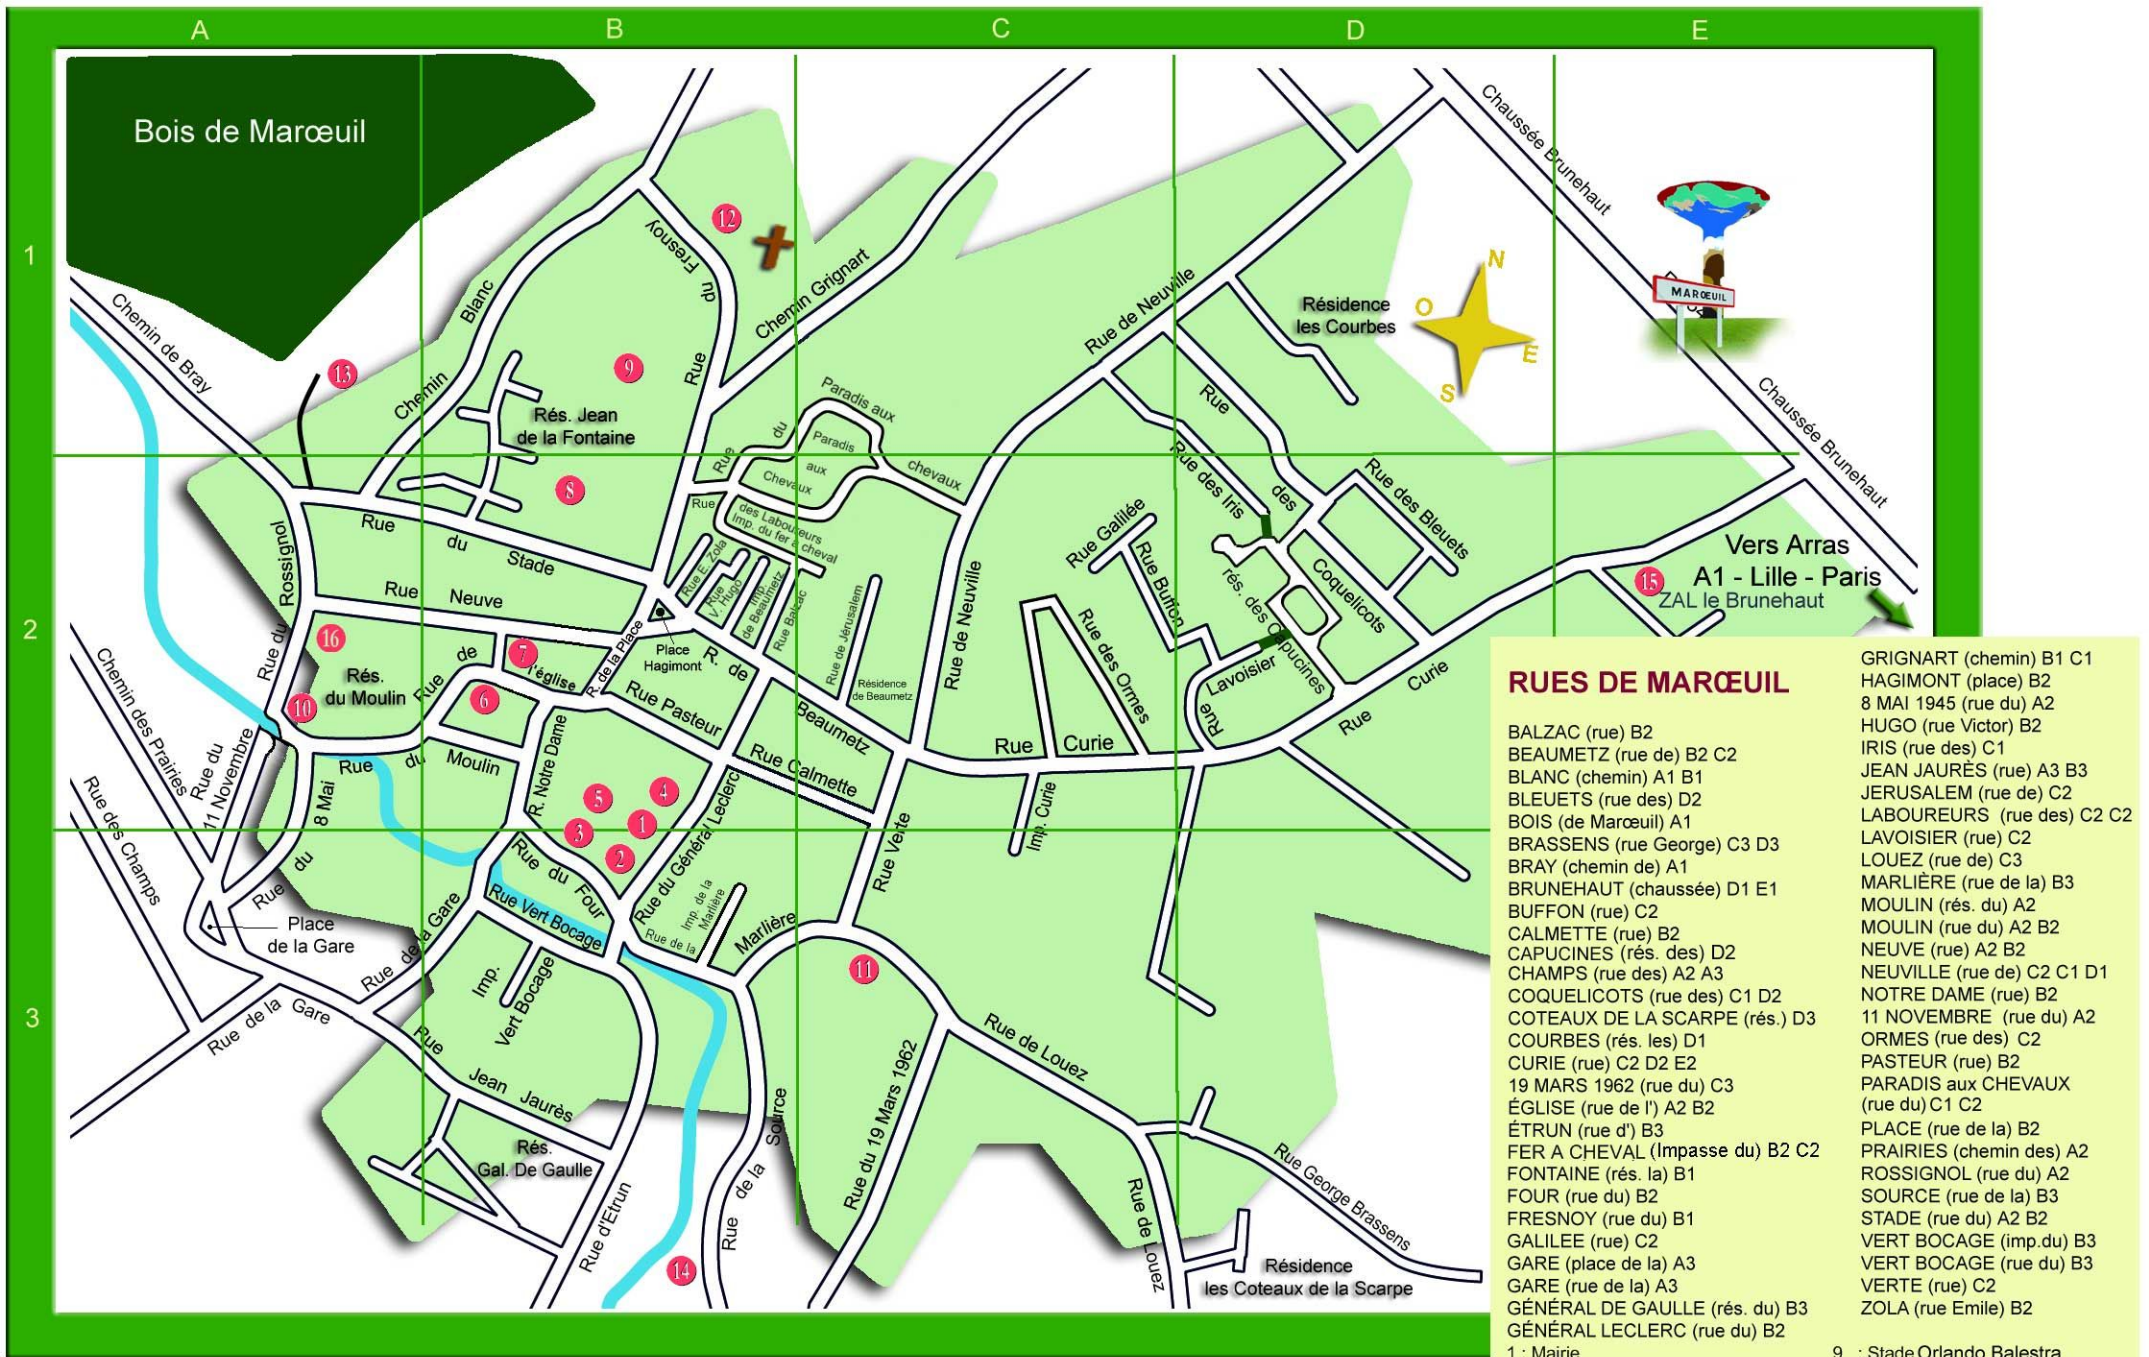 A
B
C
D
E
1
2
3
Bois de Marœuil
Chemin de Bray
13
Chemin
Blanc
Rés. Jean
de la Fontaine
9
8
12
Rue
du
Fresnoy
Chemin Grignart
Rue
du
Paradis aux
chevaux
Paradis
aux
Chevaux
Rue
des Laboureurs
Imp. du fer à cheval
Rue de Neuville
Résidence
les Courbes
N
O
E
S
Chaussée Brunehaut
MARŒUIL
Chaussée Brunehaut
Rue
des
Coquelicots
Rue des Iris
Rue des Bleuets
Rue Galilée
Rue Buffon
rés. des Capucines
Rue
Lavoisier
Vers Arras
A1 - Lille - Paris
15
ZAL le Brunehaut
Rue
du
Stade
Rue du
Rossignol
Rue
Neuve
16
Rés.
du Moulin
10
Rue
de
l'église
7
6
R. de la Place
Place
Hagimont
Rue E. Zola
Rue
V. Hugo
Imp.
de Beaumetz
Rue Balzac
Rue de Jérusalem
Résidence
de Beaumetz
R. de
Beaumetz
Rue Pasteur
Rue Calmette
Rue de Neuville
Rue des Ormes
Rue
Curie
Rue
Curie
Imp. Curie
Chemin des Prairies
Rue du
11 Novembre
Rue des Champs
Rue
du
8 Mai
Rue
du
Moulin
R. Notre Dame
5
4
3
1
2
Rue du Général Leclerc
Rue Verte
Rue
du
Four
Rue Vert Bocage
Imp.
Vert Bocage
Imp. de la
Marlière
Rue de la
Marlière
11
Place
de la Gare
Rue de la Gare
Rue de la
Gare
Rue
Jean
Jaurès
Rés.
Gal. De Gaulle
Rue d'Etrun
14
Rue
de la
Source
Rue du 19 Mars 1962
Rue de Louez
Rue de Louez
Rue George Brassens
Résidence
les Coteaux de la Scarpe
RUES DE MARŒUIL
BALZAC (rue) B2
BEAUMETZ (rue de) B2 C2
BLANC (chemin) A1 B1
BLEUETS (rue des) D2
BOIS (de Marœuil) A1
BRASSENS (rue George) C3 D3
BRAY (chemin de) A1
BRUNEHAUT (chaussée) D1 E1
BUFFON (rue) C2
CALMETTE (rue) B2
CAPUCINES (rés. des) D2
CHAMPS (rue des) A2 A3
COQUELICOTS (rue des) C1 D2
COTEAUX DE LA SCARPE (rés.) D3
COURBES (rés. les) D1
CURIE (rue) C2 D2 E2
19 MARS 1962 (rue du) C3
ÉGLISE (rue de l') A2 B2
ÉTRUN (rue d') B3
FER A CHEVAL (Impasse du) B2 C2
FONTAINE (rés. la) B1
FOUR (rue du) B2
FRESNOY (rue du) B1
GALILEE (rue) C2
GARE (place de la) A3
GARE (rue de la) A3
GÉNÉRAL DE GAULLE (rés. du) B3
GÉNÉRAL LECLERC (rue du) B2
1 : Mairie
GRIGNART (chemin) B1 C1
HAGIMONT (place) B2
8 MAI 1945 (rue du) A2
HUGO (rue Victor) B2
IRIS (rue des) C1
JEAN JAURÈS (rue) A3 B3
JERUSALEM (rue de) C2
LABOUREURS (rue des) C2 C2
LAVOISIER (rue) C2
LOUEZ (rue de) C3
MARLIÈRE (rue de la) B3
MOULIN (rés. du) A2
MOULIN (rue du) A2 B2
NEUVE (rue) A2 B2
NEUVILLE (rue de) C2 C1 D1
NOTRE DAME (rue) B2
11 NOVEMBRE (rue du) A2
ORMES (rue des) C2
PASTEUR (rue) B2
PARADIS aux CHEVAUX
(rue du) C1 C2
PLACE (rue de la) B2
PRAIRIES (chemin des) A2
ROSSIGNOL (rue du) A2
SOURCE (rue de la) B3
STADE (rue du) A2 B2
VERT BOCAGE (imp.du) B3
VERT BOCAGE (rue du) B3
VERTE (rue) C2
ZOLA (rue Emile) B2
9 : Stade Orlando Balestra